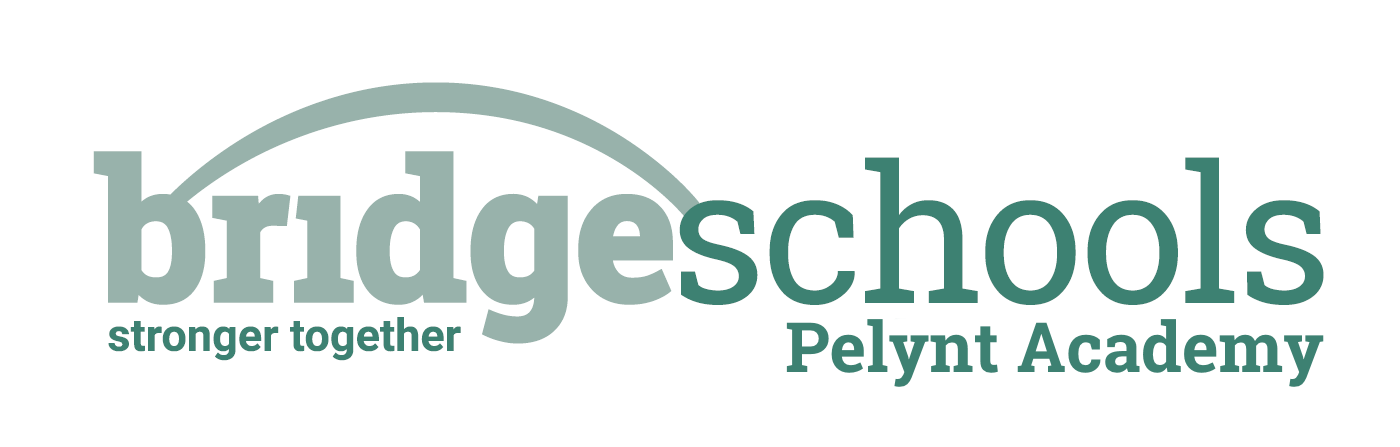 bridgeschools
stronger together
Pelynt Academy